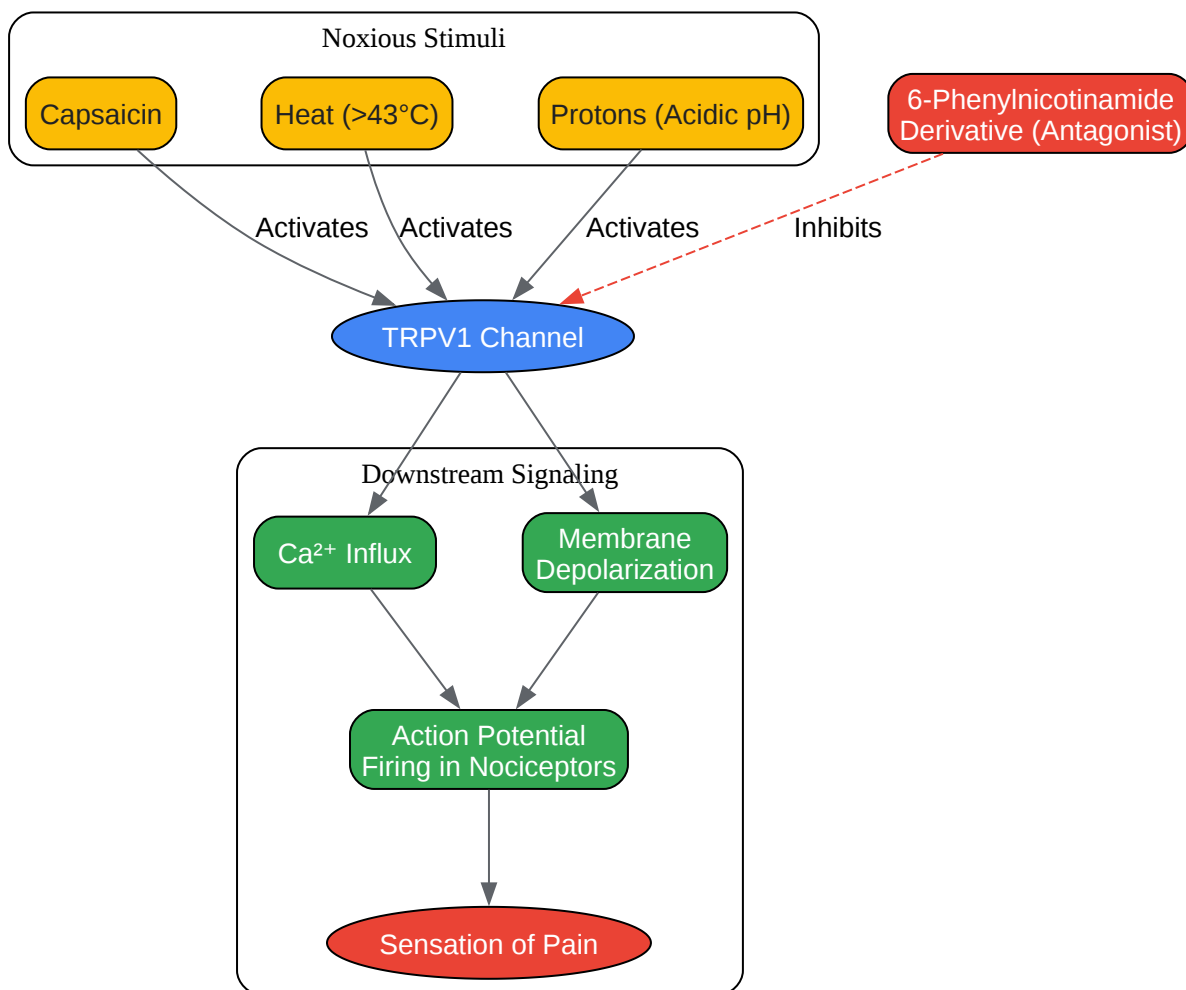 Noxious Stimuli
Capsaicin
Heat (>43°C)
Protons (Acidic pH)
6-Phenylnicotinamide
Derivative (Antagonist)
Activates
Activates
Activates
Inhibits
TRPV1 Channel
Downstream Signaling
Ca²⁺ Influx
Membrane
Depolarization
Action Potential
Firing in Nociceptors
Sensation of Pain